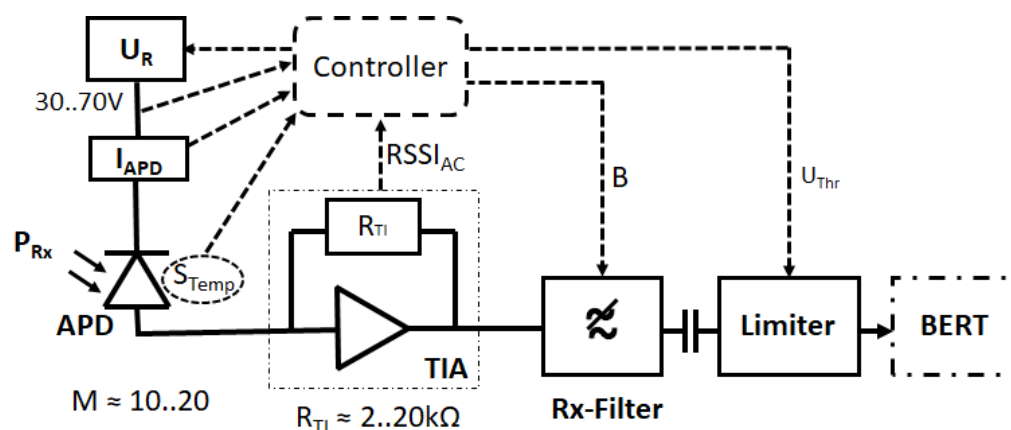 U_R
Controller
30..70V
I_APD
RSSI_AC
B
U_Thr
R_TI
P_Rx
S_Temp
APD
TIA
Limiter
BERT
M ≈ 10..20
R_TI ≈ 2..20kΩ
Rx-Filter